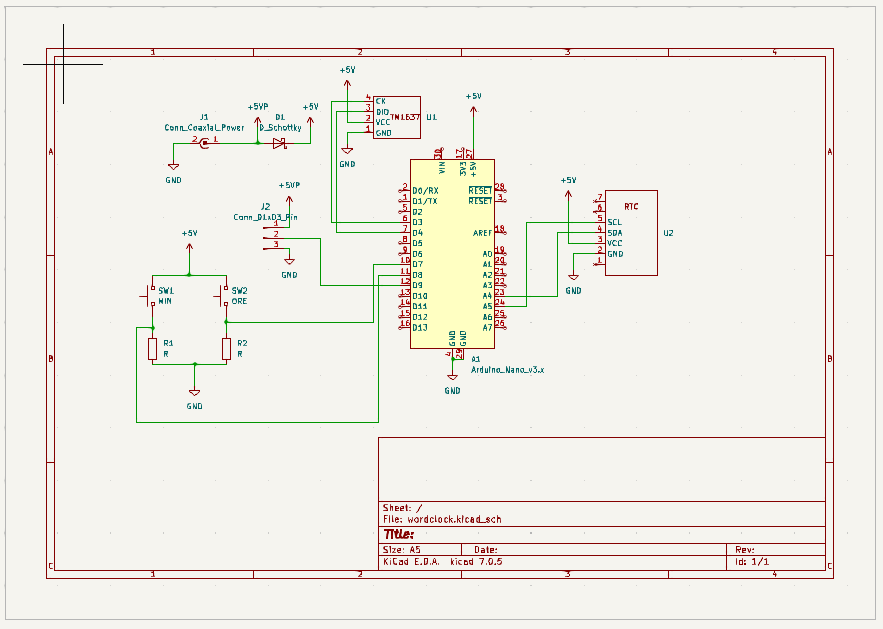 1 2 3 4
+5V
+5V
+5VP +5V
J1 D1
Conn_Coaxial_Power D_Schottky
2 1
GND
4 CK
3 DIO TM1637 U1
2 VCC
1 GND
GND
A A
30 17 27
VIN 3V3 +5V
+5VP
J2
Conn_01x03_Pin
1
2
3
GND
2 D0/RX RESET 28
1 D1/TX RESET 3
5 D2
6 D3
7 D4 AREF 18
8 D5
9 D6 A0 19
10 D7 A1 20
11 D8 A2 21
12 D9 A3 22
13 D10 A4 23
14 D11 A5 24
15 D12 A6 25
16 D13 A7 26
GND GND
4 29
A1
Arduino_Nano_v3.x
GND
+5V
7 RTC
6
5 SCL
4 SDA U2
3 VCC
2 GND
1
GND
+5V
SW1 SW2
MIN ORE
R1 R2
R R
GND
B B
Sheet: /
File: wordclock.kicad_sch
Title:
Size: A5 Date: Rev:
KiCad E.D.A. kicad 7.0.5 Id: 1/1
C C
1 2 3 4